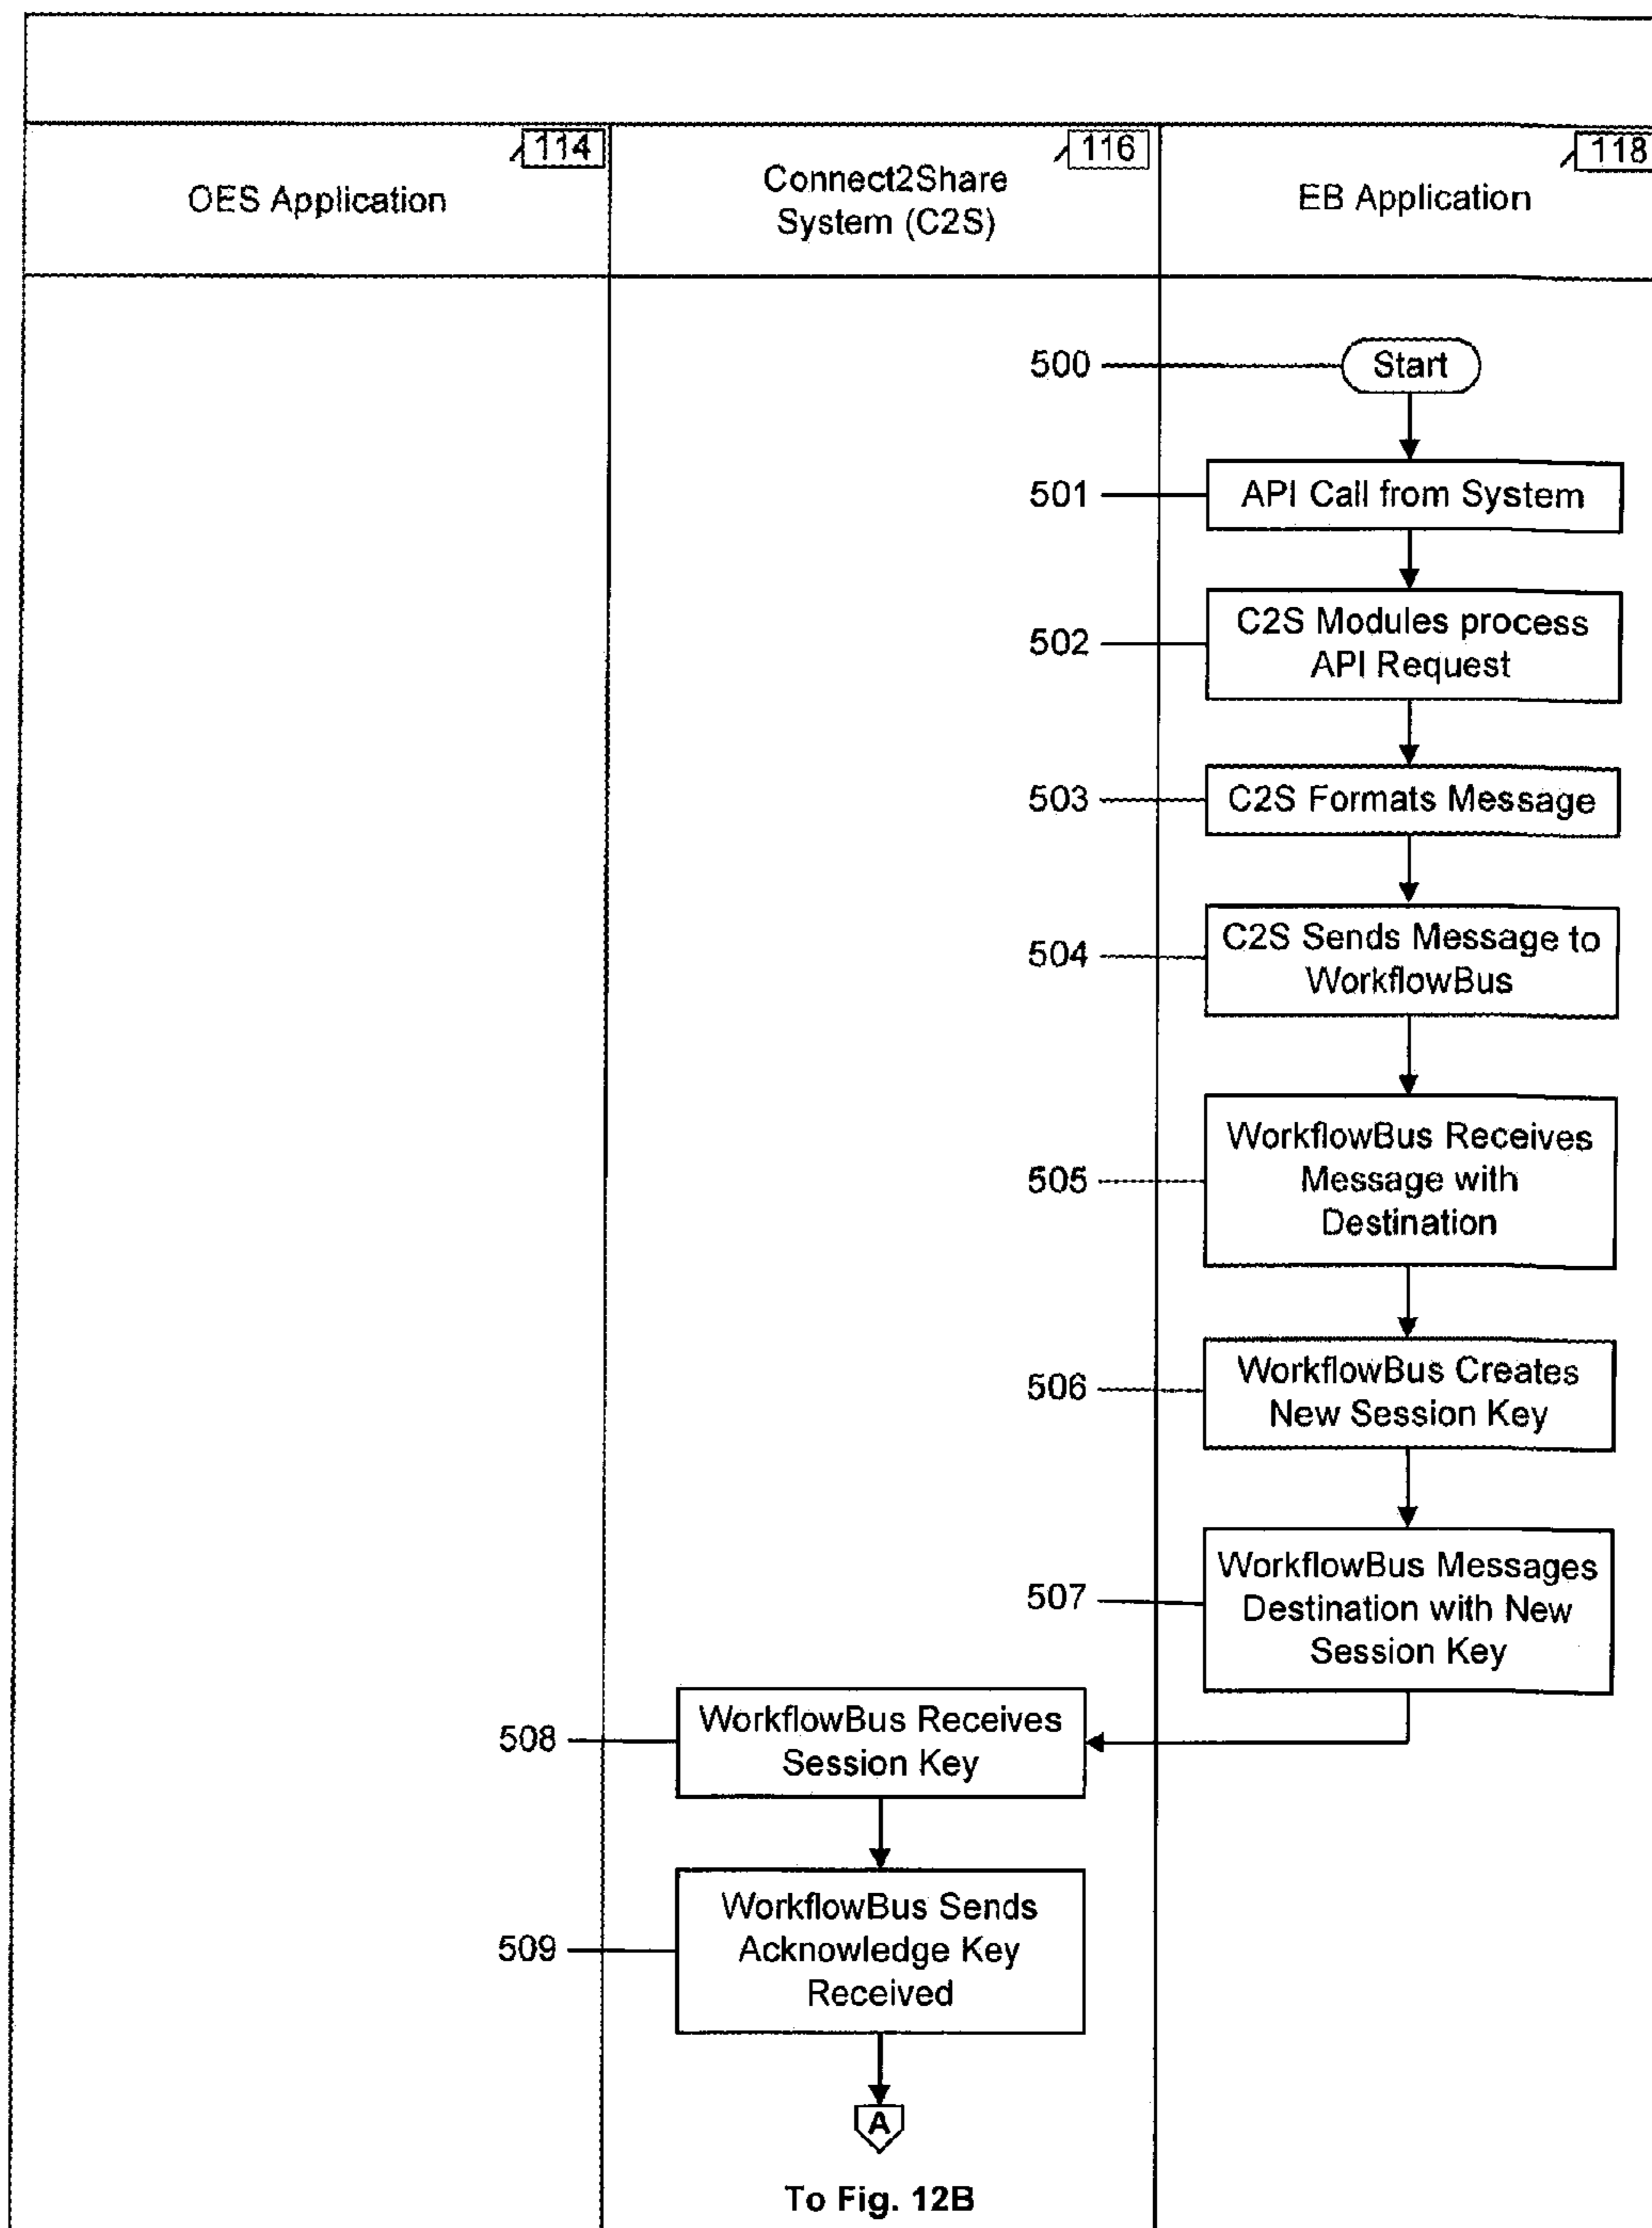 114
OES Application
116
Connect2Share
System (C2S)
118
EB Application
500
Start
501
API Call from System
502
C2S Modules process
API Request
503
C2S Formats Message
504
C2S Sends Message to
WorkflowBus
505
WorkflowBus Receives
Message with
Destination
506
WorkflowBus Creates
New Session Key
507
WorkflowBus Messages
Destination with New
Session Key
508
WorkflowBus Receives
Session Key
509
WorkflowBus Sends
Acknowledge Key
Received
A
To Fig. 12B